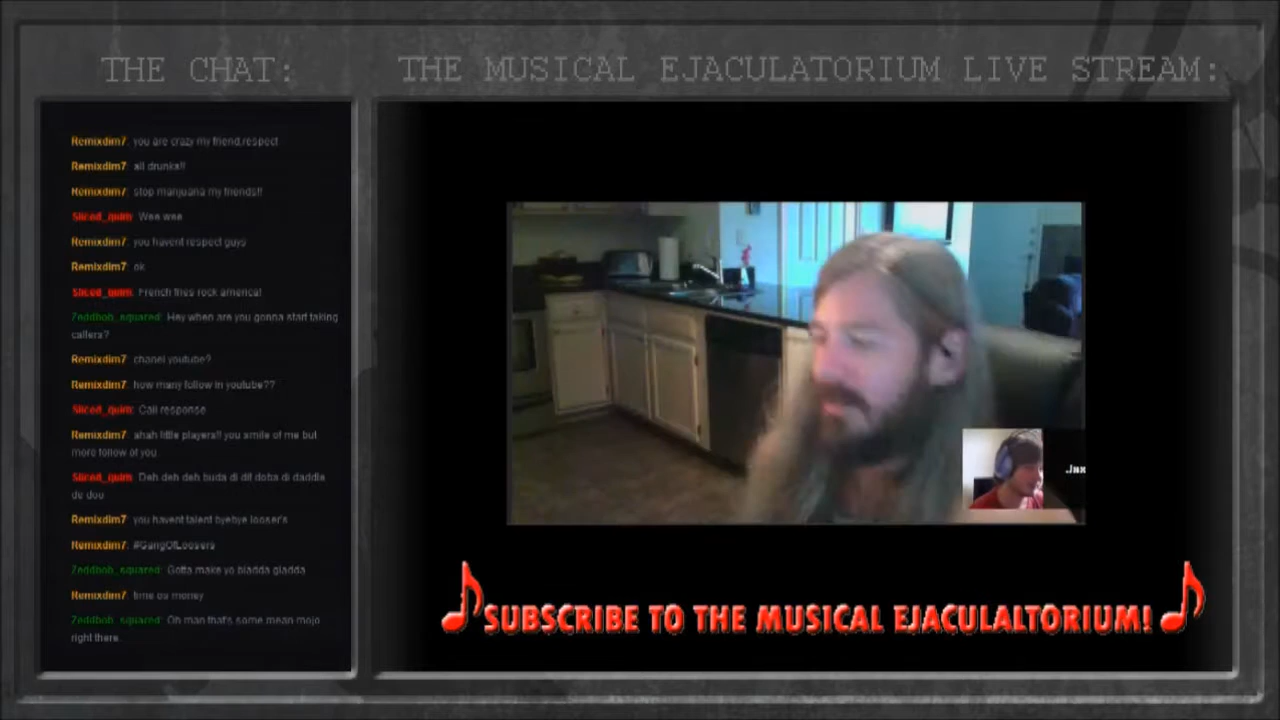 THE CHAT:
THE MUSICAL EJACULATORIUM LIVE STREAM:
Remixdim7: you are crazy my friend,respect
Remixdim7: all drunks!!
Remixdim7: stop marijuana my friends!!
Sliced_quim: Wee wee
Remixdim7: you havent respect guys
Remixdim7: ok
Sliced_quim: French fries rock america!
Zeddbob_squared: Hey when are you gonna start taking
callers?
Remixdim7: chanel youtube?
Remixdim7: how many follow in youtube??
Sliced_quim: Call response
Remixdim7: ahah little players!! you smile of me but
more follow of you
Sliced_quim: Deh deh deh buda di dif doba di daddle
de dou
Remixdim7: you havent talent byebye looser's
Remixdim7: #GangOfLoosers
Zeddbob_squared: Gotta make yo bladda gladda
Remixdim7: time os money
Zeddbob_squared: Oh man that's some mean mojo
right there.
.Jax
SUBSCRIBE TO THE MUSICAL EJACULALTORIUM!